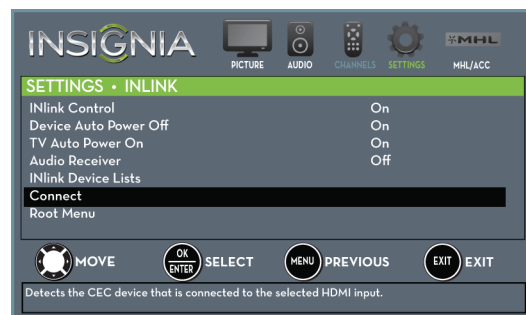 INSIGNIA
PICTURE AUDIO CHANNELS SETTINGS MHL MHL/ACC
SETTINGS • INLINK
INlink Control On
Device Auto Power Off On
TV Auto Power On On
Audio Receiver Off
INlink Device Lists
Connect
Root Menu
MOVE OK ENTER SELECT MENU PREVIOUS EXIT EXIT
Detects the CEC device that is connected to the selected HDMI input.